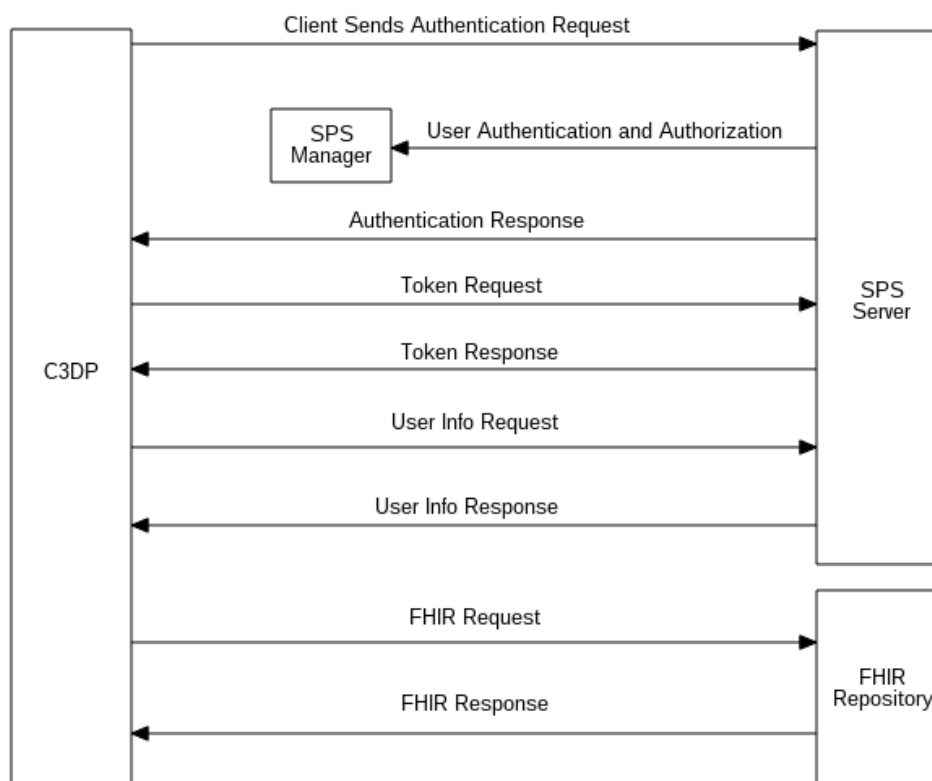 Client Sends Authentication Request
SPS
Manager
User Authentication and Authorization
Authentication Response
Token Request
SPS
Server
Token Response
C3DP
User Info Request
User Info Response
FHIR Request
FHIR
Repository
FHIR Response